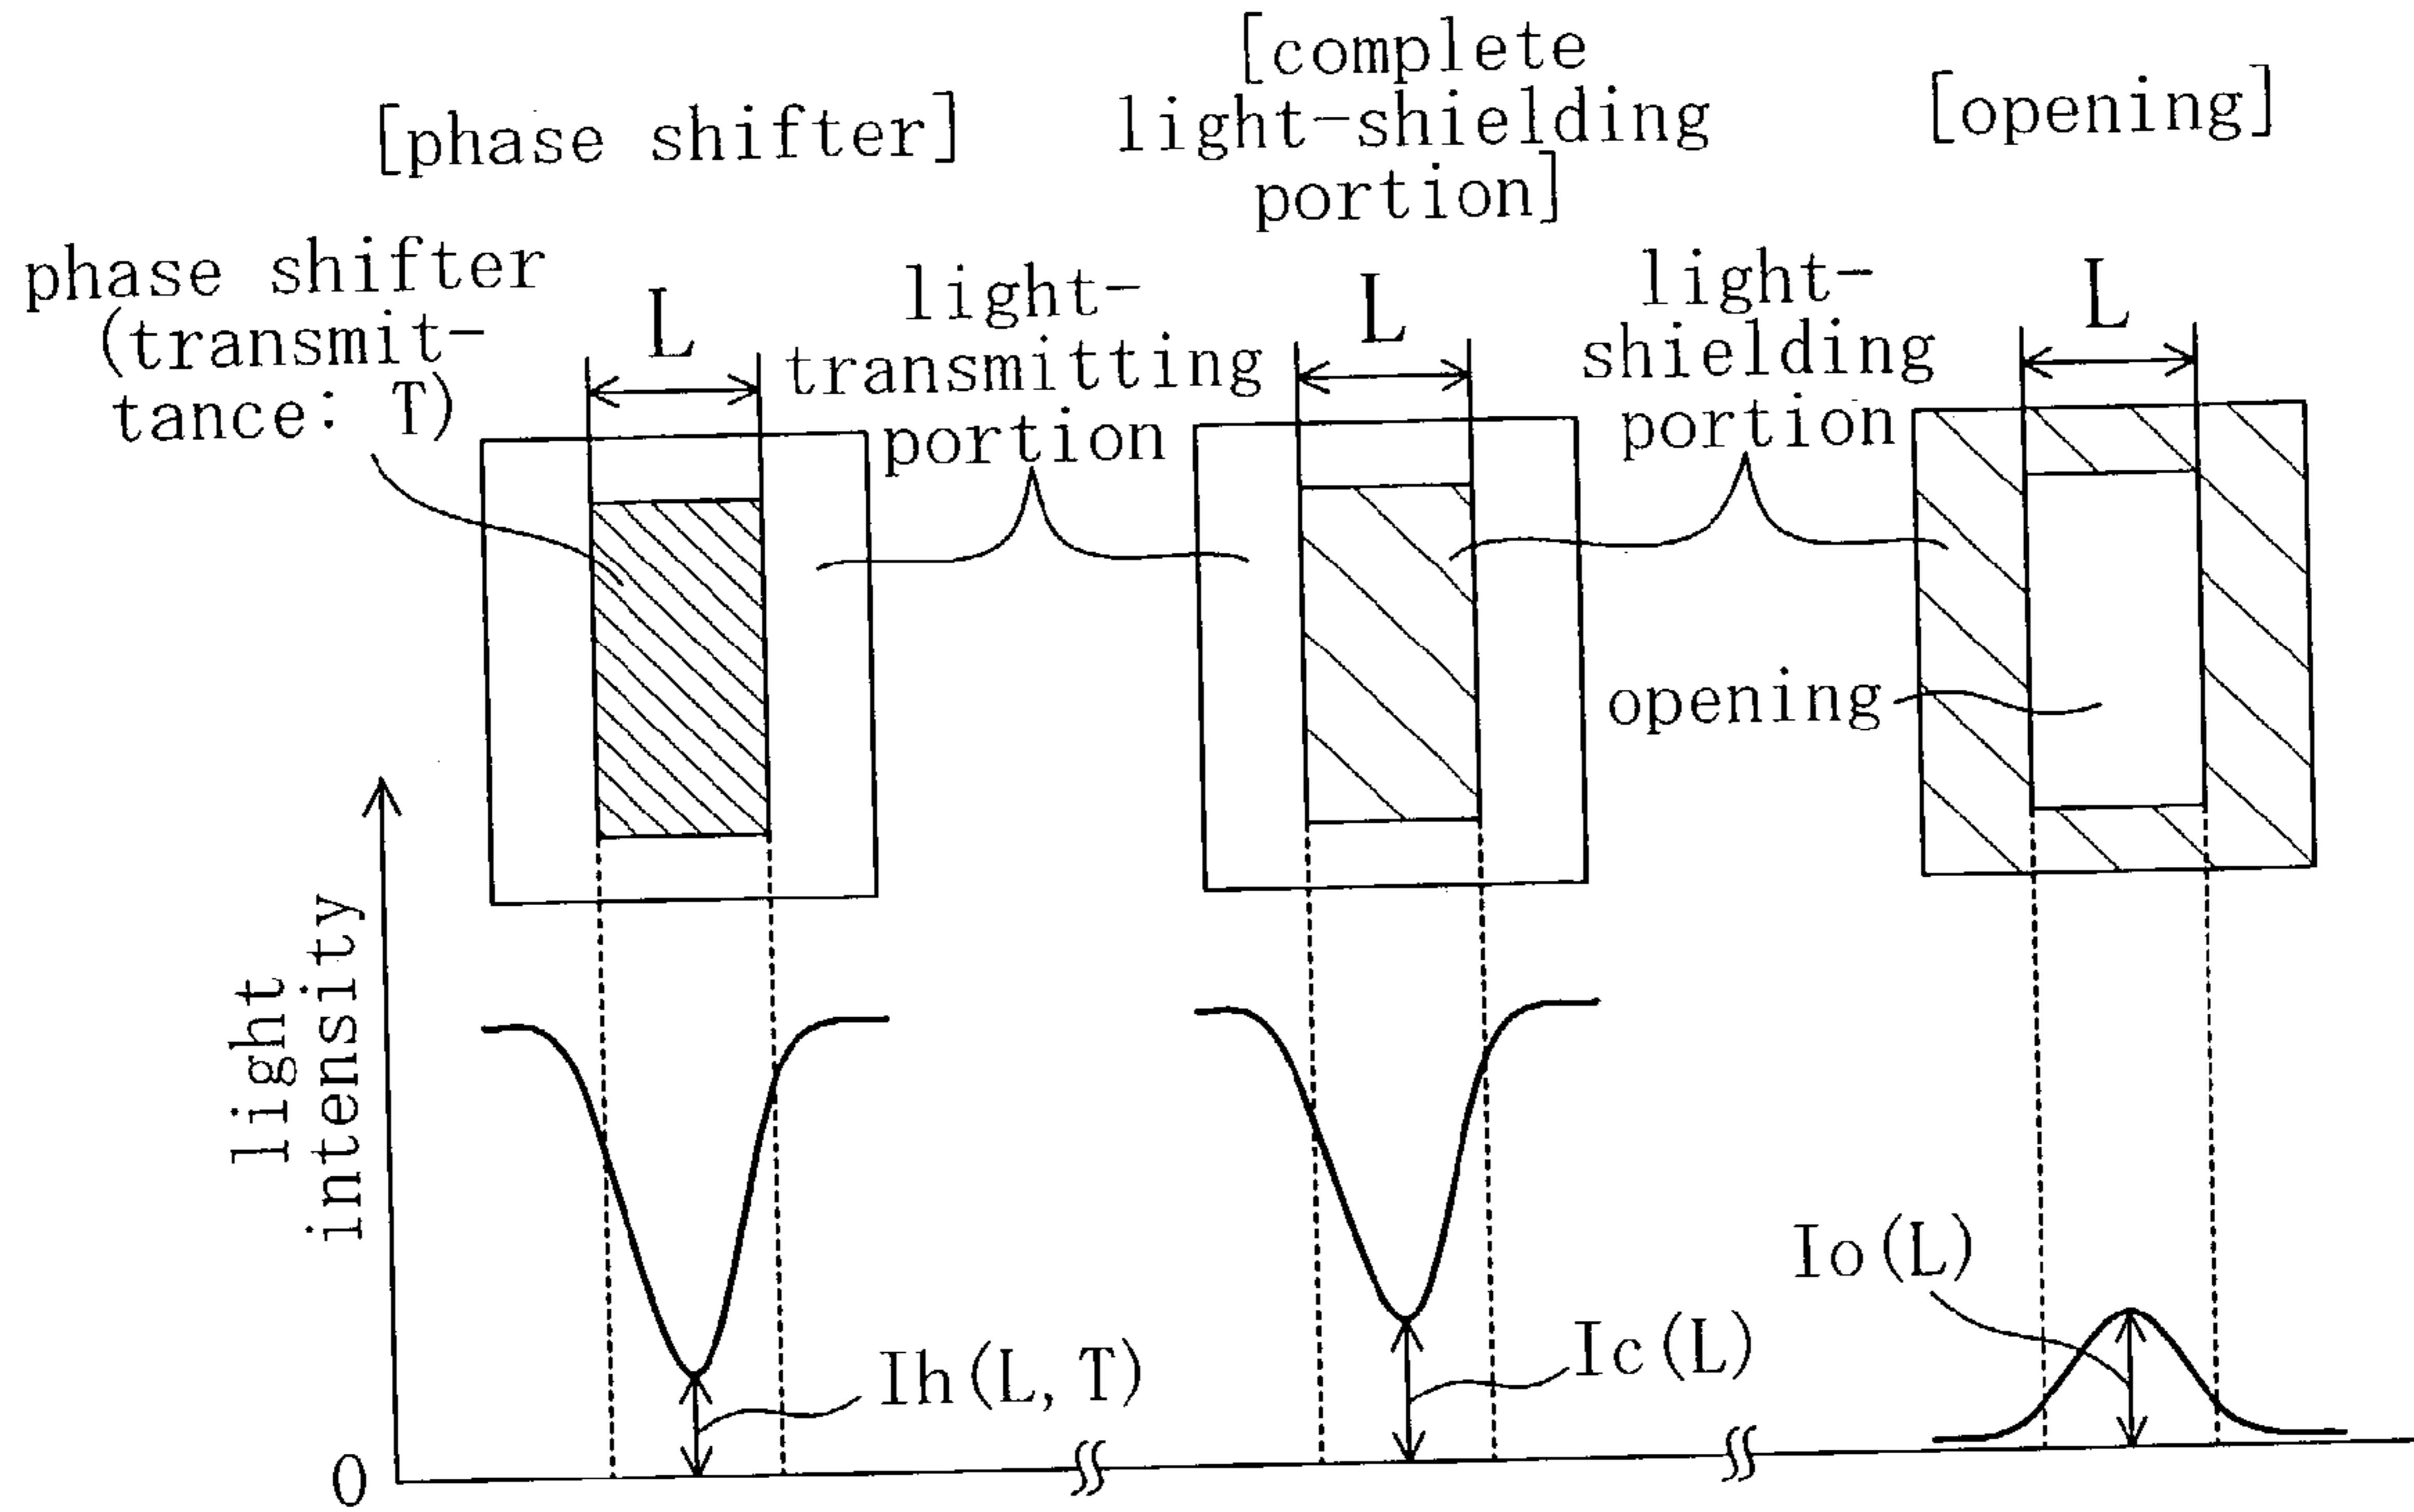 [phase shifter]
[complete
light-shielding
portion]
[opening]
phase shifter
(transmit-
tance: T)
L
light-
transmitting
portion
L
light-
shielding
portion
L
opening
light
intensity
Ih(L, T)
Ic(L)
Io(L)
0